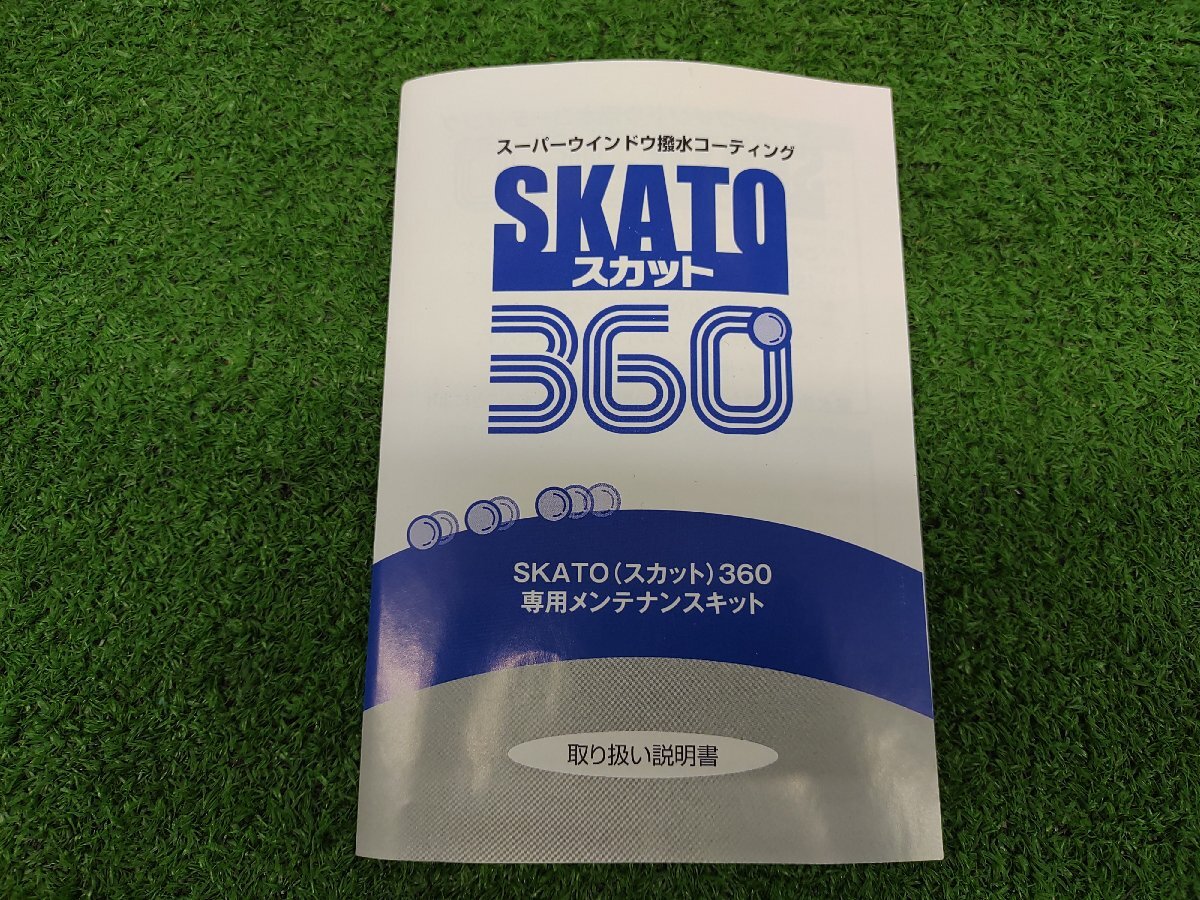 スーパーウインドウ撥水コーティング
SKATO
スカット
360
SKATO（スカット）360
専用メンテナンスキット
取り扱い説明書